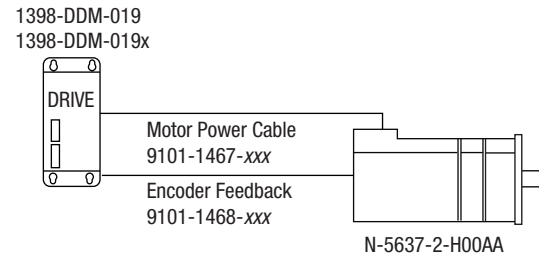 1398-DDM-019
1398-DDM-019x
DRIVE
Motor Power Cable
9101-1467-xxx
Encoder Feedback
9101-1468-xxx
N-5637-2-H00AA